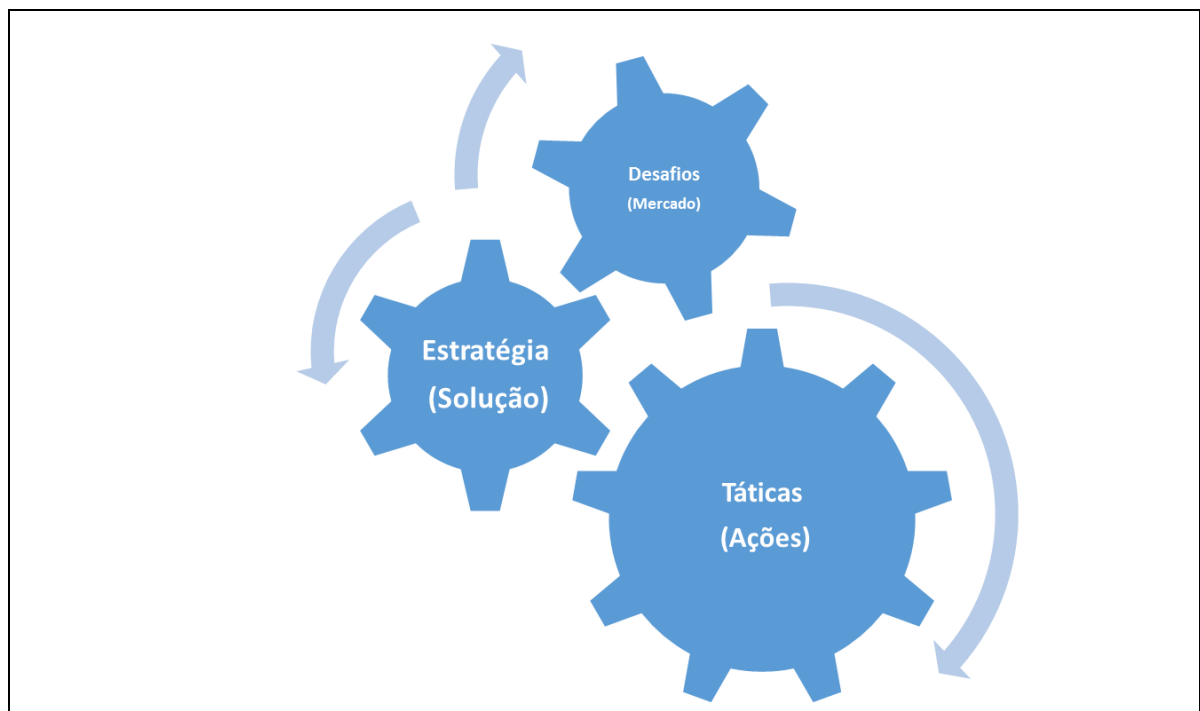 Desafios
(Mercado)
Estratégia
(Solução)
Táticas
(Ações)